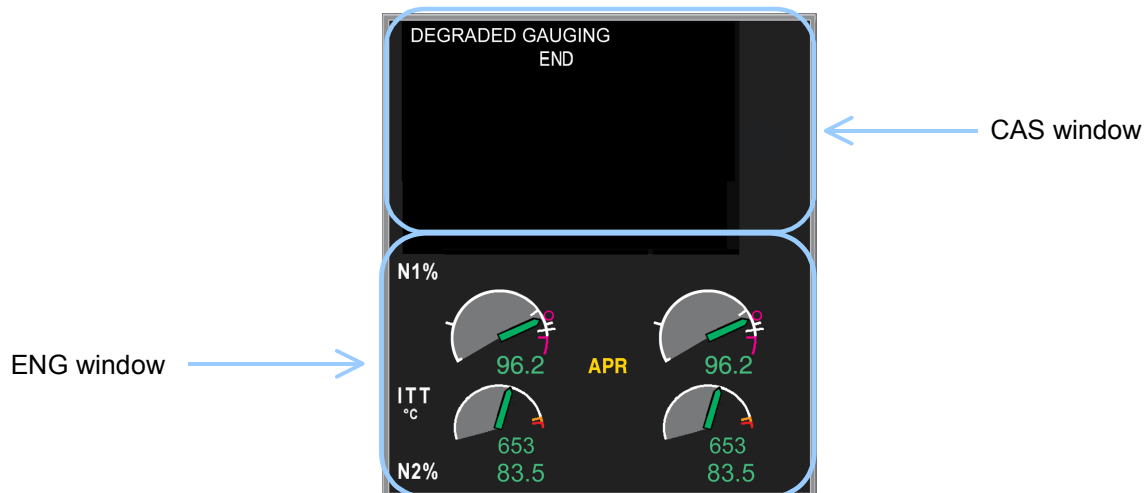 DEGRADED GAUGING
END
CAS window
N1%
96.2 APR 96.2
ENG window
ITT
°C
653 653
N2% 83.5 83.5